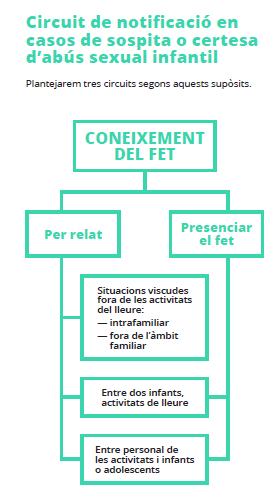 Circuit de notificació en
casos de sospita o certesa
d'abús sexual infantil
Plantejarem tres circuits segons aquests supòsits.
CONEIXEMENT
DEL FET
Per relat
Presenciar
el fet
Situacions viscudes
fora de les activitats
del lleure:
— intrafamiliar
— fora de l'àmbit
familiar
Entre dos infants,
activitats de lleure
Entre personal de
les activitats i infants
o adolescents